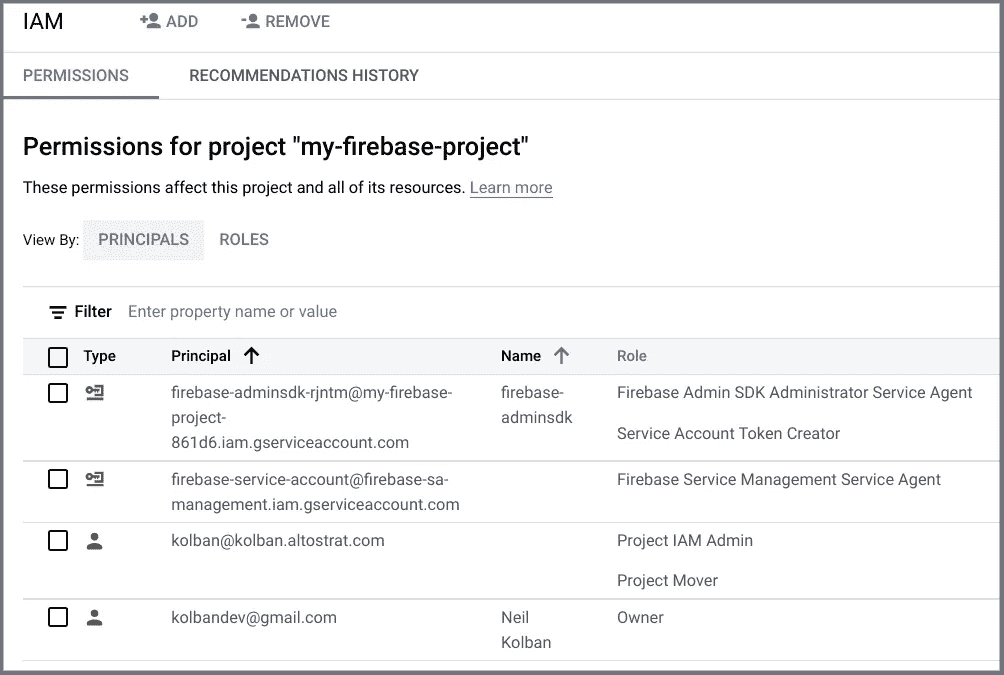 IAM ADD REMOVE
PERMISSIONS RECOMMENDATIONS HISTORY
Permissions for project "my-firebase-project"
These permissions affect this project and all of its resources. Learn more
View By: PRINCIPALS ROLES
Filter Enter property name or value
Type Principal Name Role
firebase-adminsdk-rjntm@my-firebase-
project-
861d6.iam.gserviceaccount.com
firebase-
adminsdk
Firebase Admin SDK Administrator Service Agent
Service Account Token Creator
firebase-service-account@firebase-sa-
management.iam.gserviceaccount.com
Firebase Service Management Service Agent
kolban@kolban.altostrat.com
Project IAM Admin
Project Mover
kolbandev@gmail.com
Neil
Kolban
Owner